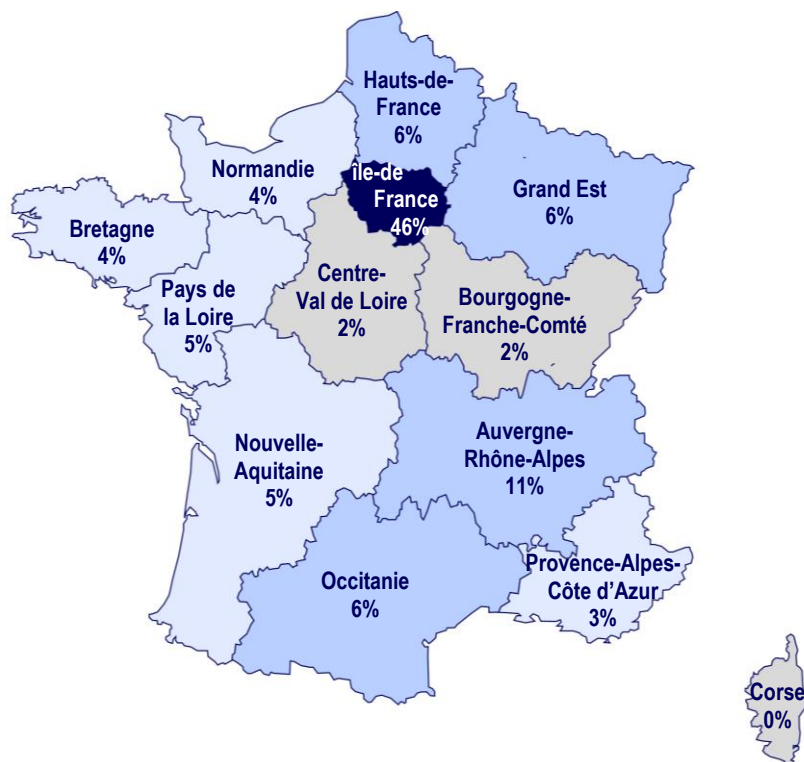 Hauts-de-
France
6%
Normandie
4%
île-de
France
46%
Grand Est
6%
Bretagne
4%
Pays de
la Loire
5%
Centre-
Val de Loire
2%
Bourgogne-
Franche-Comté
2%
Nouvelle-
Aquitaine
5%
Auvergne-
Rhône-Alpes
11%
Occitanie
6%
Provence-Alpes-
Côte d’Azur
3%
Corse
0%